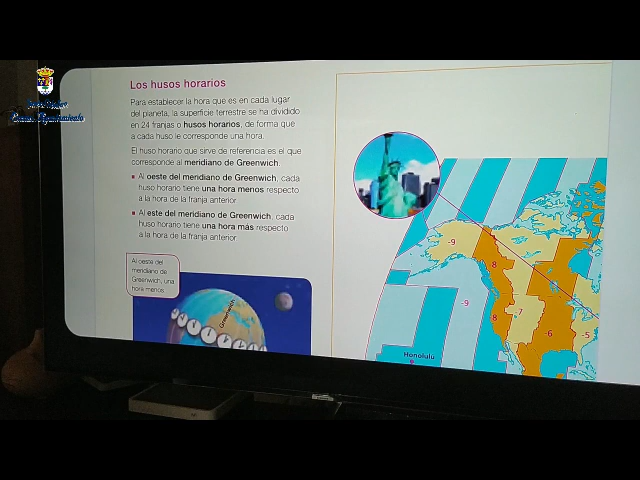 Los husos horarios
Para establecer la hora que es en cada lugar
del planeta, la superficie terrestre se ha dividido
en 24 franjas o husos horarios, de forma que
a cada huso le corresponde una hora.
El huso horario que sirve de referencia es el que
corresponde al meridiano de Greenwich.
Al oeste del meridiano de Greenwich, cada
huso horario tiene una hora menos respecto
a la hora de la franja anterior
Al este del meridiano de Greenwich, cada
huso horario tiene una hora más respecto
a la hora de la franja anterior
Al oeste del
meridiano de
Greenwich, una
hora menos
Greenwich
-9
8
-9
-7
8
-6
-5
Honolulú